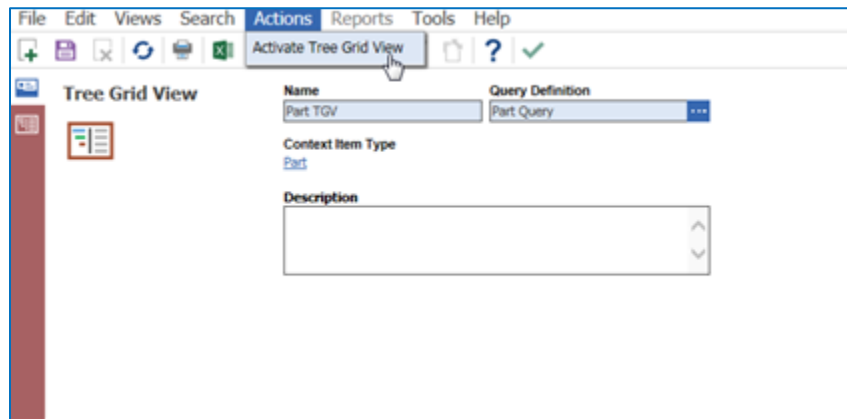 File Edit Views Search Actions Reports Tools Help
Activate Tree Grid View
?
Tree Grid View
Name
Query Definition
Part TGV
Part Query
...
Context Item Type
Part
Description